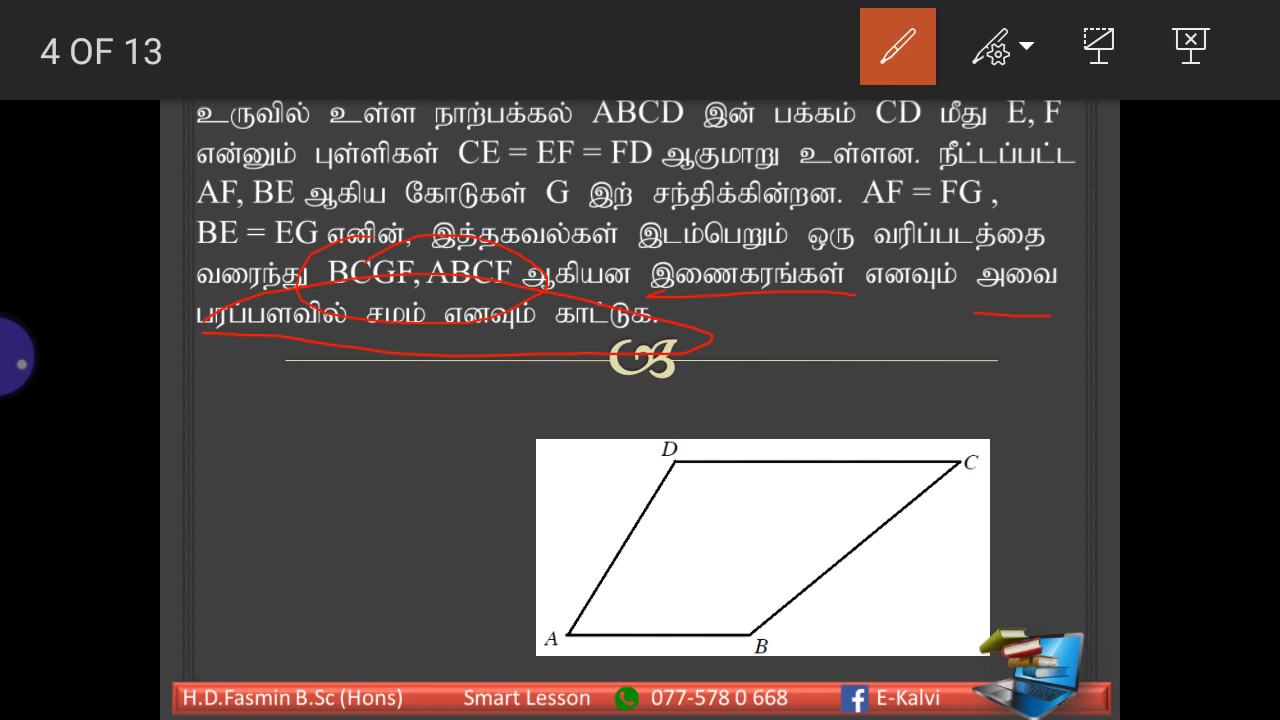 4 OF 13
உருவில் உள்ள நாற்பக்கல் ABCD இன் பக்கம் CD மீது E, F
என்னும் புள்ளிகள் CE = EF = FD ஆகுமாறு உள்ளன. நீட்டப்பட்ட
AF, BE ஆகிய கோடுகள் G இற் சந்திக்கின்றன. AF = FG ,
BE = EG எனின், இத்தகவல்கள் இடம்பெறும் ஒரு வரிப்படத்தை
வரைந்து BCGF, ABCF ஆகியன இணைகரங்கள் எனவும் அவை
பரப்பளவில் சமம் எனவும் காட்டுக.
D
C
A
B
H.D.Fasmin B.Sc (Hons) Smart Lesson 077-578 0 668 E-Kalvi